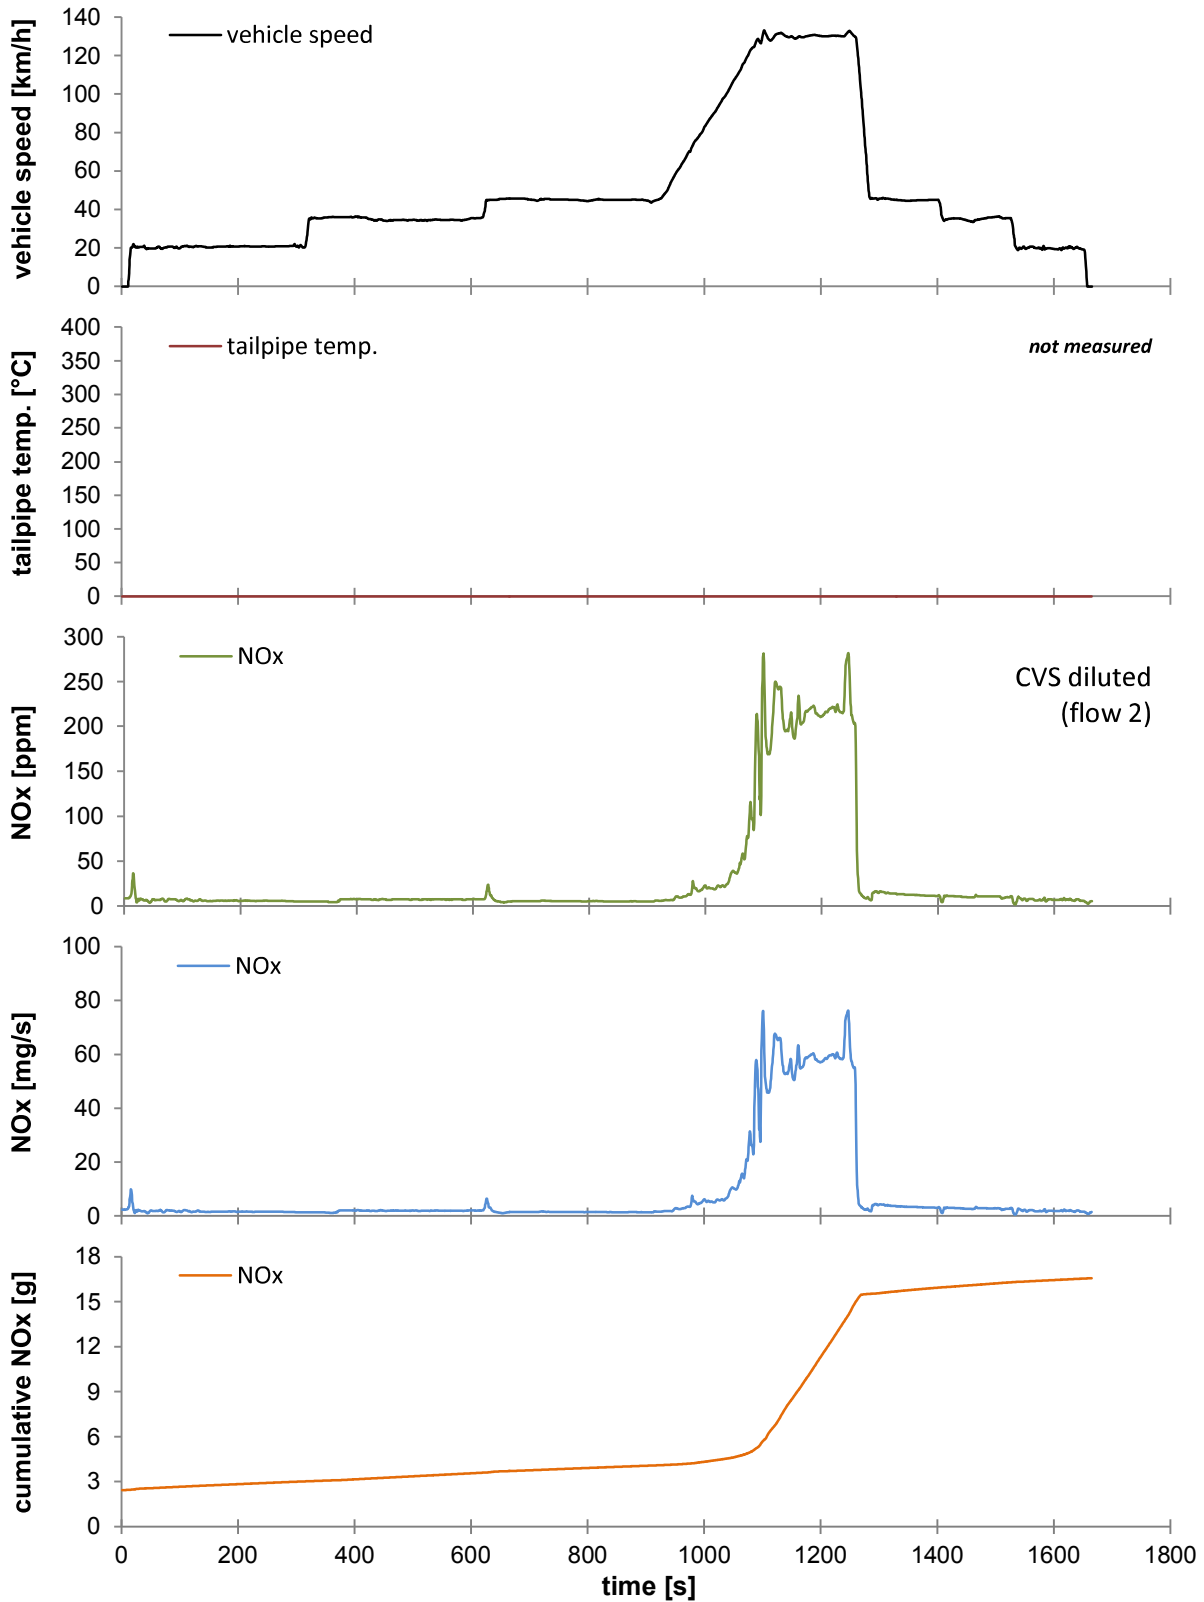 vehicle speed [km/h]
140
120
100
80
60
40
20
0
vehicle speed
tailpipe temp. [°C]
400
350
300
250
200
150
100
50
0
tailpipe temp.
not measured
NOx [ppm]
300
250
200
150
100
50
0
NOx
CVS diluted
(flow 2)
NOx [mg/s]
100
80
60
40
20
0
NOx
cumulative NOx [g]
18
15
12
9
6
3
0
NOx
0 200 400 600 800 1000 1200 1400 1600 1800
time [s]